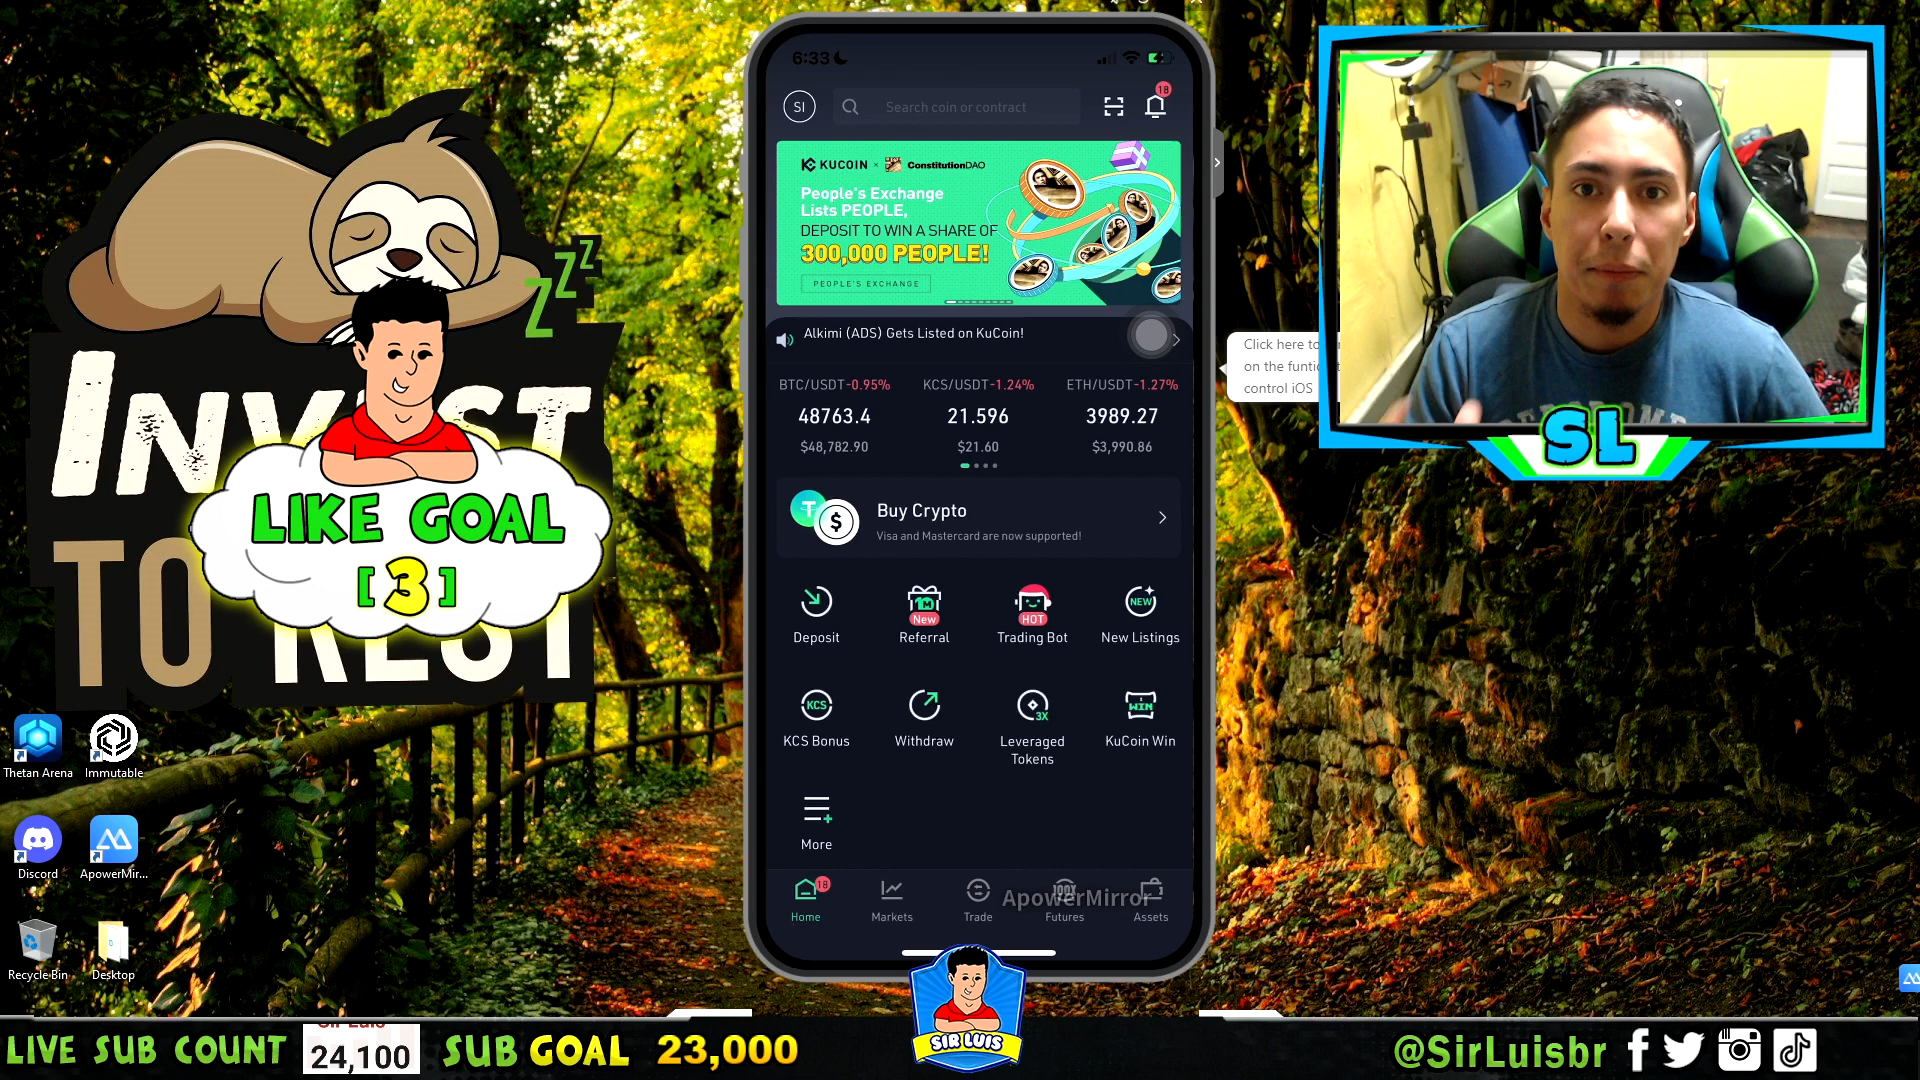 INVEST
TO REST
ZZZ
LIKE GOAL
[3]
Thetan Arena
Immutable
Discord
ApowerMir...
Recycle Bin
Desktop
6:33
SI
Search coin or contract
18
KUCOIN × ConstitutionDAO
People's Exchange
Lists PEOPLE,
DEPOSIT TO WIN A SHARE OF
300,000 PEOPLE!
PEOPLE'S EXCHANGE
Alkimi (ADS) Gets Listed on KuCoin!
BTC/USDT-0.95% KCS/USDT-1.24% ETH/USDT-1.27%
48763.4 21.596 3989.27
$48,782.90 $21.60 $3,990.86
Buy Crypto
Visa and Mastercard are now supported!
New
HOT
NEW
Deposit Referral Trading Bot New Listings
KCS
3X
WIN
KCS Bonus Withdraw Leveraged Tokens KuCoin Win
More
18
100X
ApowerMirror
Home Markets Trade Futures Assets
Click here to
on the funti
control iOS
SL
LIVE SUB COUNT
Sir Luis
24,100
SUB GOAL 23,000
SIR LUIS
@SirLuisbr